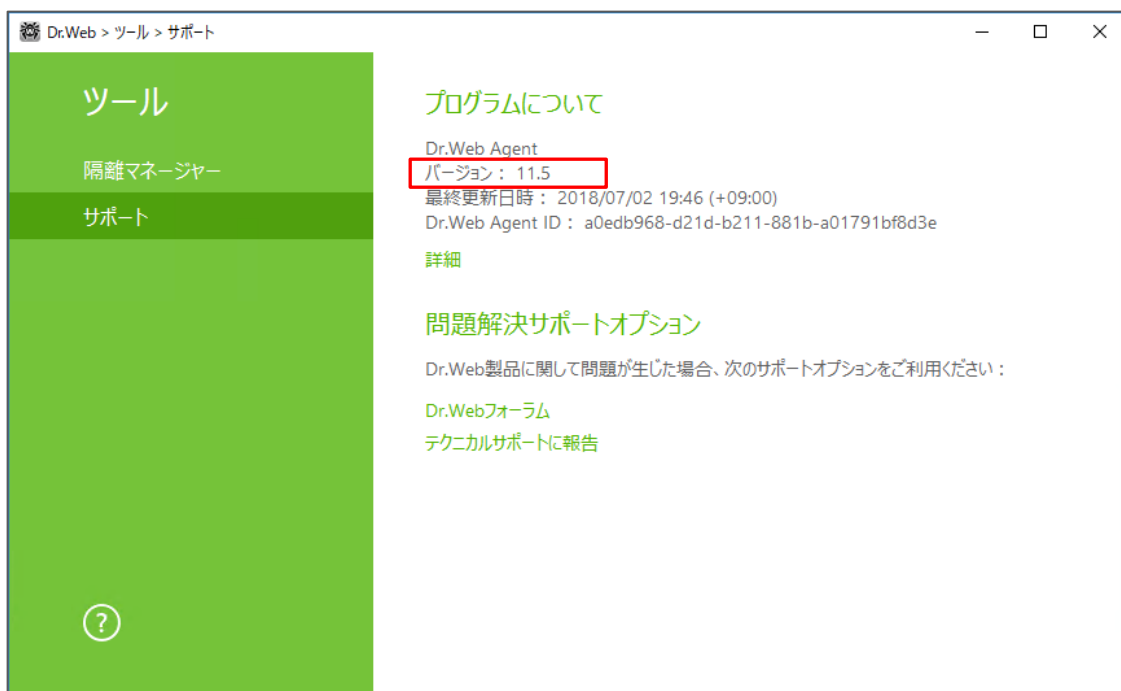 Dr.Web > ツール > サポート
ツール
隔離マネージャー
サポート
プログラムについて
Dr.Web Agent
バージョン： 11.5
最終更新日時： 2018/07/02 19:46 (+09:00)
Dr.Web Agent ID： a0edb968-d21d-b211-881b-a01791bf8d3e
詳細
問題解決サポートオプション
Dr.Web製品に関して問題が生じた場合、次のサポートオプションをご利用ください：
Dr.Webフォーラム
テクニカルサポートに報告
?